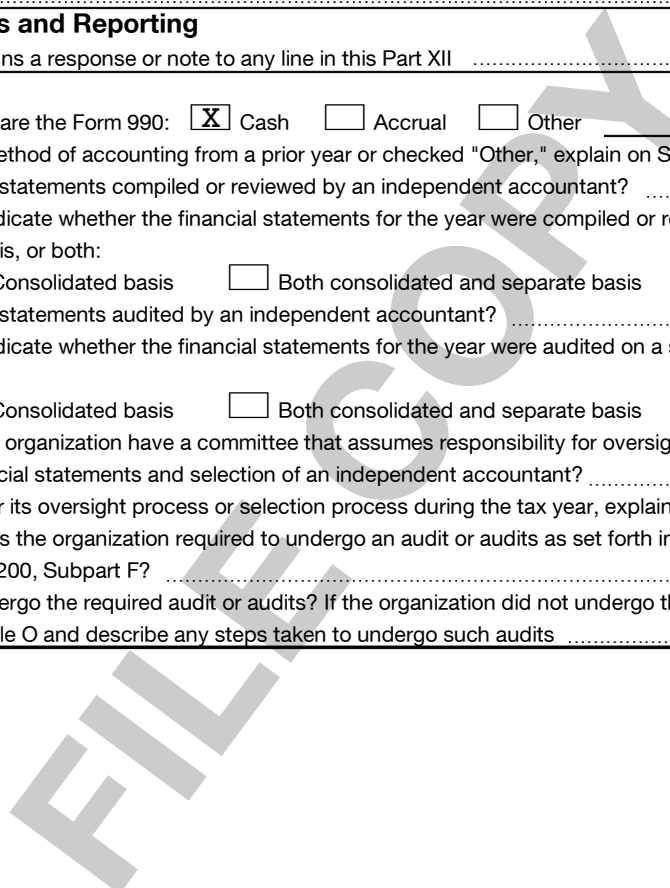 s and Reporting
ns a response or note to any line in this Part XII
are the Form 990: X Cash Accrual Other
ethod of accounting from a prior year or checked "Other," explain on S
statements compiled or reviewed by an independent accountant?
dicate whether the financial statements for the year were compiled or r
is, or both:
Consolidated basis Both consolidated and separate basis
statements audited by an independent accountant?
dicate whether the financial statements for the year were audited on a s
Consolidated basis Both consolidated and separate basis
organization have a committee that assumes responsibility for oversig
cial statements and selection of an independent accountant?
r its oversight process or selection process during the tax year, explain
s the organization required to undergo an audit or audits as set forth in
200, Subpart F?
ergo the required audit or audits? If the organization did not undergo th
le O and describe any steps taken to undergo such audits
FILE COPY